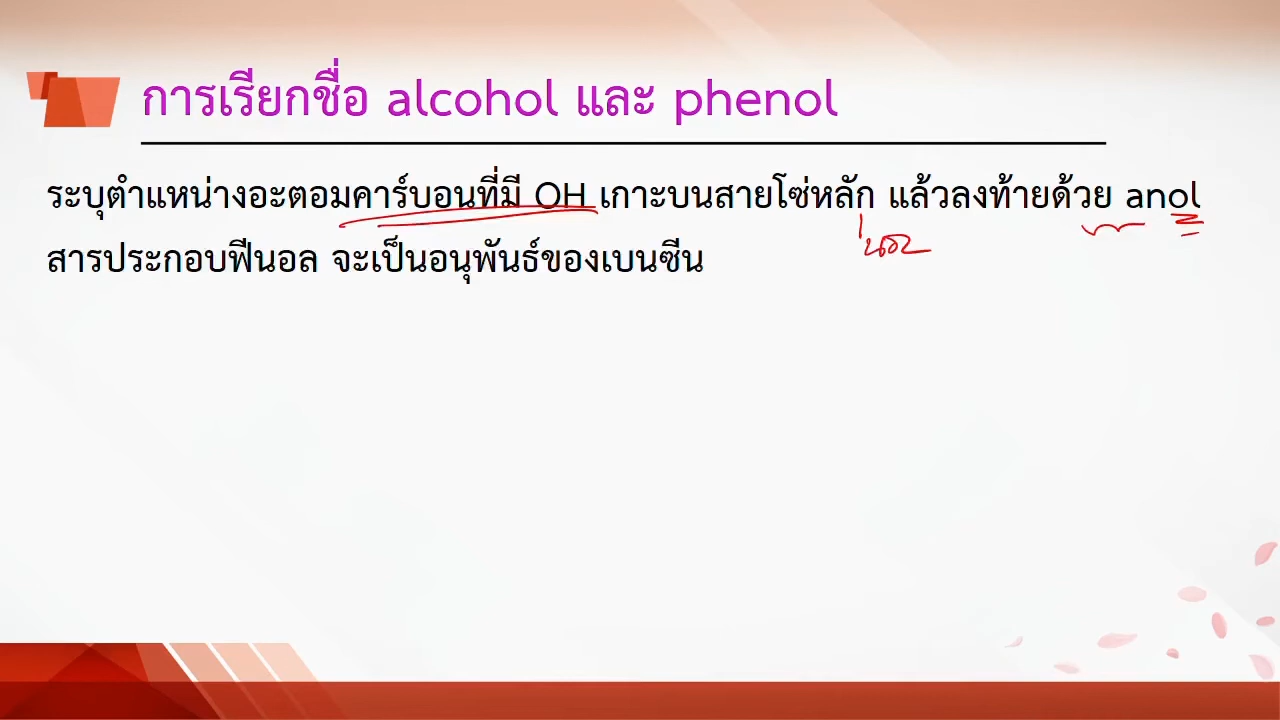 การเรียกชื่อ alcohol และ phenol
ระบุตำแหน่งอะตอมคาร์บอนที่มี OH เกาะบนสายโซ่หลัก แล้วลงท้ายด้วย anol
สารประกอบฟีนอล จะเป็นอนุพันธ์ของเบนซีน